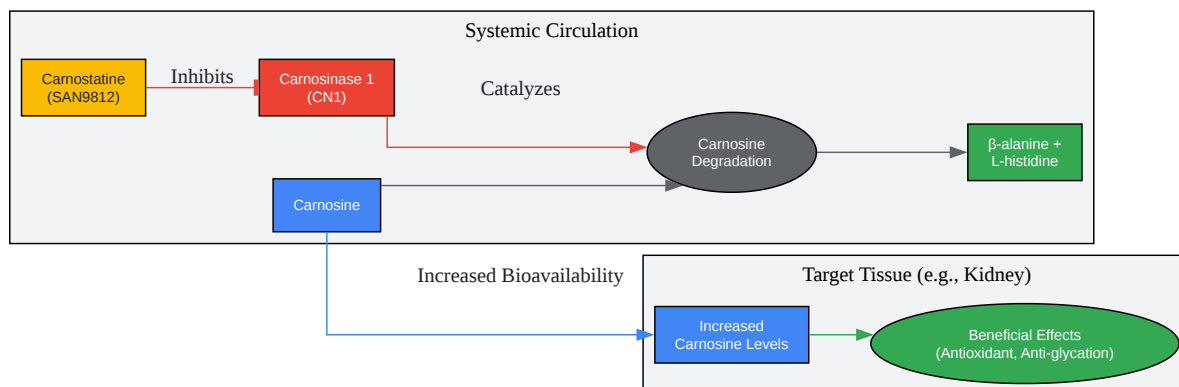 Systemic Circulation
Carnostatine
(SAN9812)
Inhibits
Carnosinase 1
(CN1)
Catalyzes
Carnosine
Degradation
β-alanine +
L-histidine
Carnosine
Increased Bioavailability
Target Tissue (e.g., Kidney)
Increased
Carnosine Levels
Beneficial Effects
(Antioxidant, Anti-glycation)